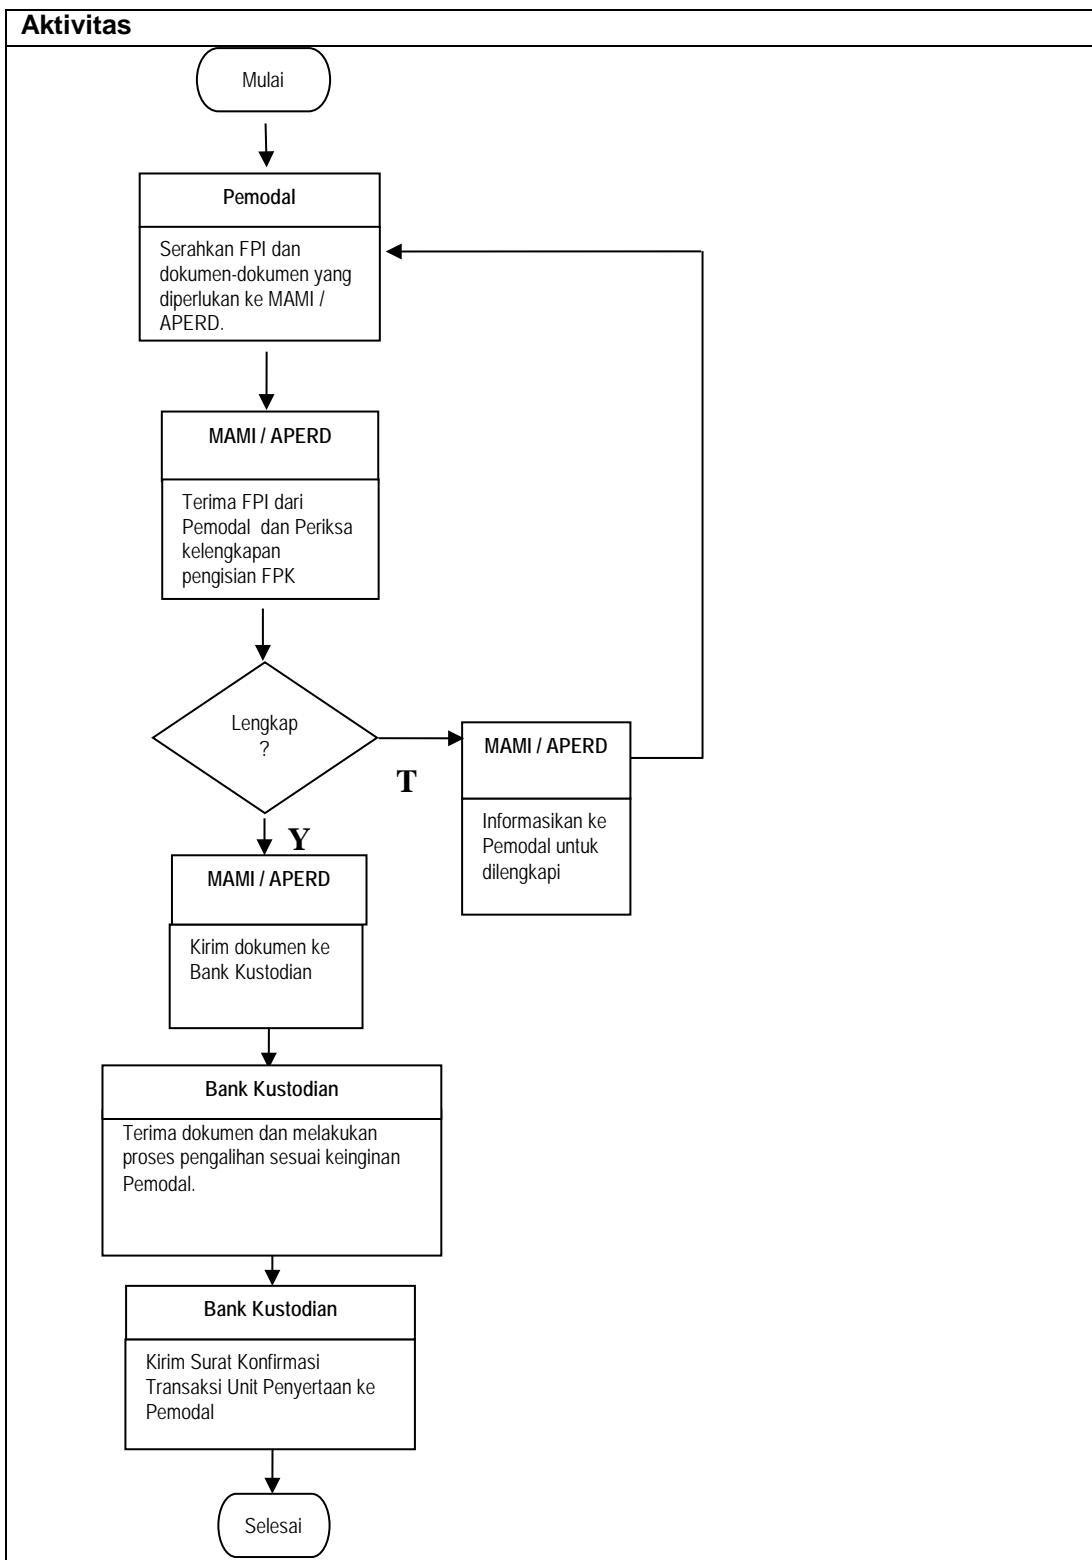 Aktivitas
Mulai
Pemodal
Serahkan FPI dan
dokumen-dokumen yang
diperlukan ke MAMI /
APERD.
MAMI / APERD
Terima FPI dari
Pemodal  dan Periksa
kelengkapan
pengisian FPK
Lengkap
?
T
MAMI / APERD
Informasikan ke
Pemodal untuk
dilengkapi
Y
MAMI / APERD
Kirim dokumen ke
Bank Kustodian
Bank Kustodian
Terima dokumen dan melakukan
proses pengalihan sesuai keinginan
Pemodal.
Bank Kustodian
Kirim Surat Konfirmasi
Transaksi Unit Penyertaan ke
Pemodal
Selesai